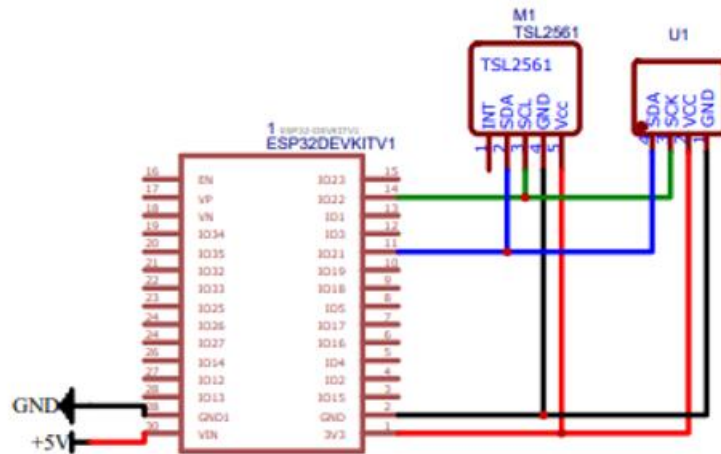 M1
TSL2561
U1
TSL2561
INT
SDA
SCL
GND
Vcc
1
2
3
4
5
SDA
SCK
VCC
GND
4
3
2
1
1 ESP32-DEVKITV1
ESP32DEVKITV1
16 EN IO23 15
17 VP IO22 14
18 VN IO1 13
19 IO34 IO3 12
20 IO35 IO21 11
21 IO32 IO19 10
22 IO33 IO18 9
23 IO25 IO5 8
24 IO26 IO17 7
24 IO27 IO16 6
26 IO14 IO4 5
27 IO12 IO2 4
28 IO13 IO15 3
GND GND1 GND 2
+5V 30 VIN 3V3 1